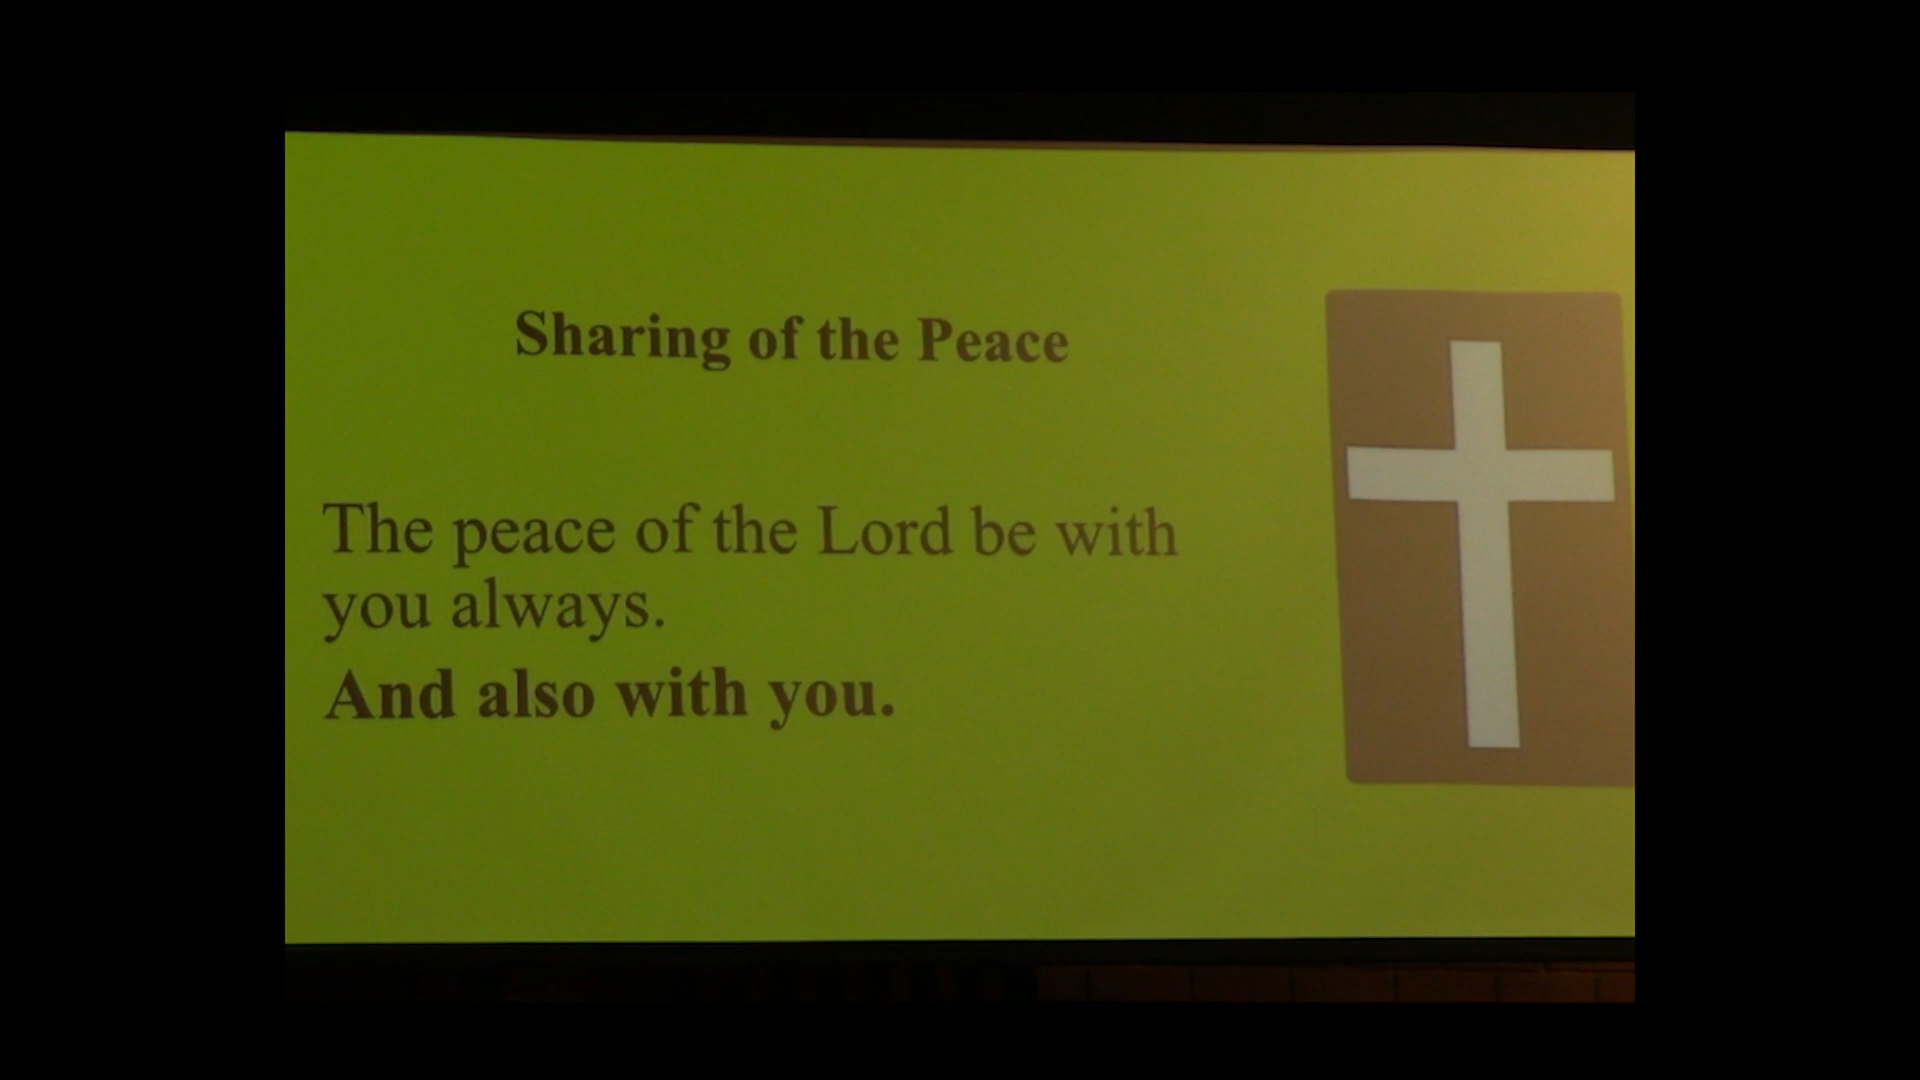 Sharing of the Peace
The peace of the Lord be with
you always.
And also with you.